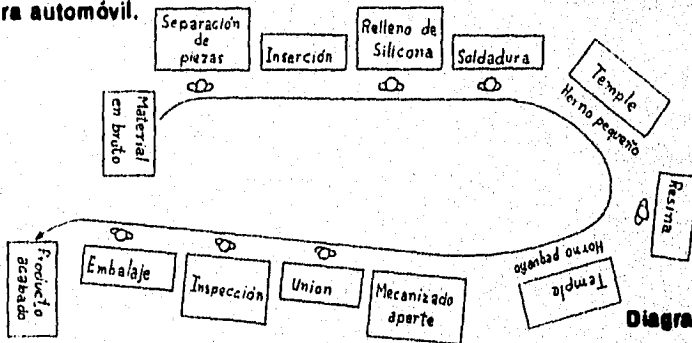 ra automóvil.
Separación
de
piezas
Inserción
Relleno de
Silicona
Soldadura
Temple
Horno pequeño
Material
en bruto
Resina
Horno pequeño
Temple
Mecanizado
aparte
Union
Inspección
Embalaje
Producto
acabado
Diagra